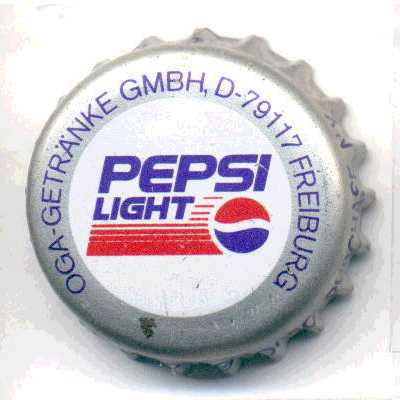 OGA-GETRÄNKE GMBH, D-79117 FREIBURG
PEPSI
LIGHT